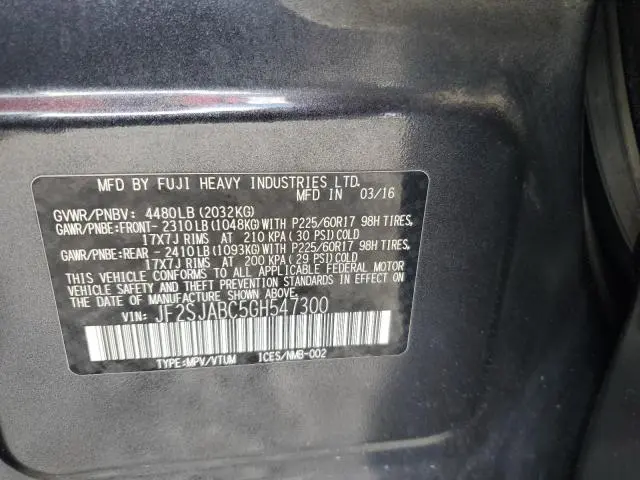 MFD BY FUJI HEAVY INDUSTRIES LTD.
MFD IN 03/16
GVWR/PNBV: 4480LB(2032KG)
GAWR/PNBE:FRONT- 2310LB(1048KG)WITH P225/60R17 98H TIRES,
17X7J RIMS AT 210 KPA(30 PSI)COLD
GAWR/PNBE:REAR - 2410LB(1093KG)WITH P225/60R17 98H TIRES,
17X7J RIMS AT 200 KPA(29 PSI)COLD
THIS VEHICLE CONFORMS TO ALL APPLICABLE FEDERAL MOTOR
VEHICLE SAFETY AND THEFT PREVENTION STANDARDS IN
EFFECT ON THE DATE OF MANUFACTURE SHOWN ABOVE.
VIN: JF2SJABC5GH547300
TYPE:MPV/VTUM ICES/NMB-002